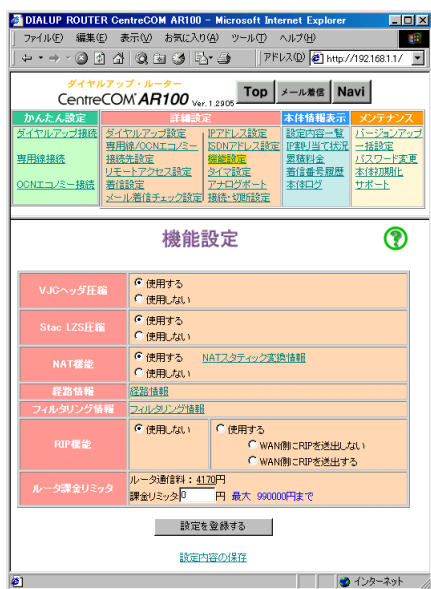 DIALUP ROUTER CentreCOM AR100 - Microsoft Internet Explorer
ファイル(F) 編集(E) 表示(V) お気に入り(A) ツール(T) ヘルプ(H)
アドレス(D) http://192.168.1.1/
ダイヤルアップ・ルーター
CentreCOM AR100 Ver. 1.2905
Top メール着信 Navi
かんたん設定 詳細設定 本体情報表示 メンテナンス
ダイヤルアップ接続 ダイヤルアップ設定 IPアドレス設定 設定内容一覧 バージョンアップ
専用線/OCNエコノミー ISDNアドレス設定 IP割り当て状況 一括設定
専用線接続 接続先設定 機能設定 累積料金 パスワード変更
リモートアクセス設定 タイマ設定 着信番号履歴 本体初期化
OCNエコノミー接続 着信設定 アナログポート 本体ログ サポート
メール着信チェック設定 接続・切断設定
機能設定
?
VJCヘッダ圧縮
使用する
使用しない
Stac LZS圧縮
使用する
使用しない
NAT機能
使用する NATスタティック変換情報
使用しない
経路情報 経路情報
フィルタリング情報 フィルタリング情報
RIP機能
使用しない 使用する
WAN側にRIPを送出しない
WAN側にRIPを送出する
ルータ課金リミッタ
ルータ通信料 : 4170円
課金リミッタ 0 円 最大 990000円まで
設定を登録する
設定内容の保存
インターネット